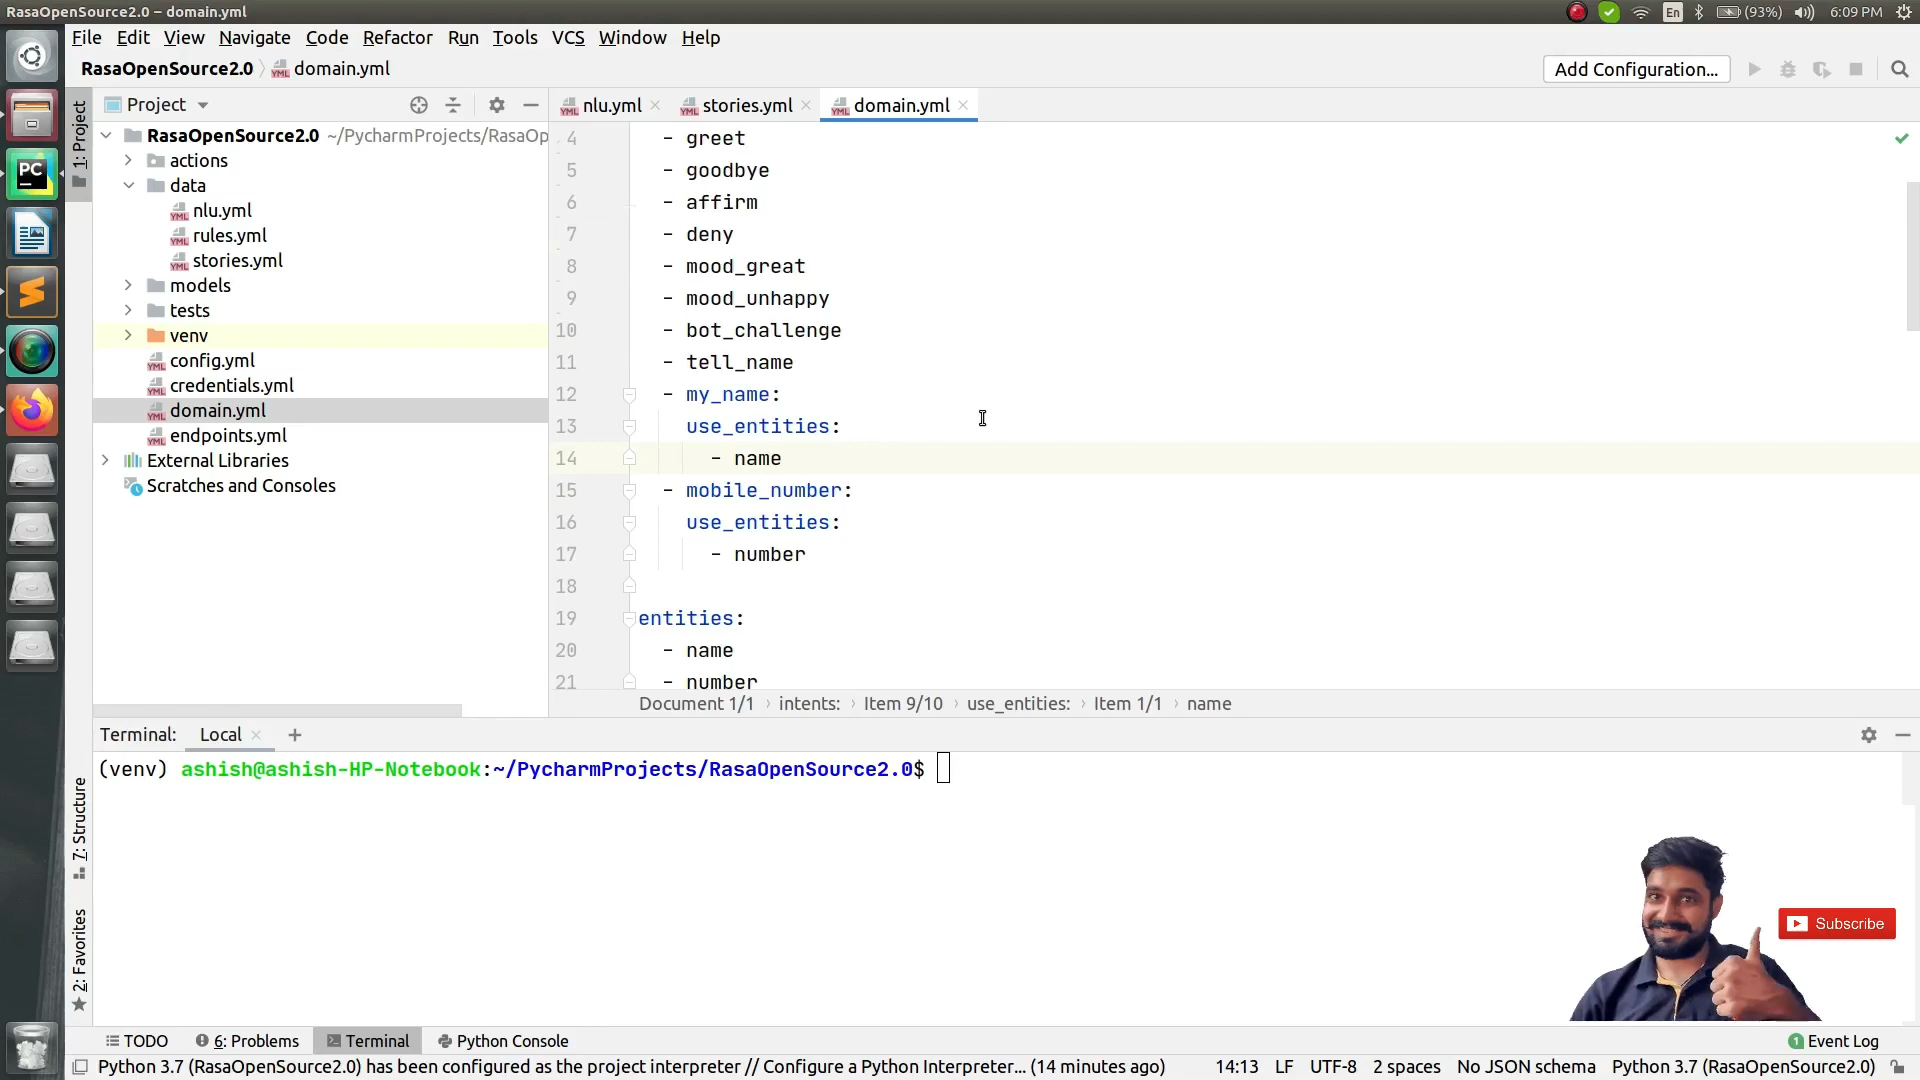 RasaOpenSource2.0 – domain.yml
En (93%) 6:09 PM
File Edit View Navigate Code Refactor Run Tools VCS Window Help
RasaOpenSource2.0 domain.yml
Add Configuration...
1: Project
Project
nlu.yml stories.yml domain.yml
RasaOpenSource2.0 ~/PycharmProjects/RasaOp
actions
data
nlu.yml
rules.yml
stories.yml
models
tests
venv
config.yml
credentials.yml
domain.yml
endpoints.yml
External Libraries
Scratches and Consoles
4 - greet
5 - goodbye
6 - affirm
7 - deny
8 - mood_great
9 - mood_unhappy
10 - bot_challenge
11 - tell_name
12 - my_name:
13 use_entities:
14 - name
15 - mobile_number:
16 use_entities:
17 - number
18
19 entities:
20 - name
21 - number
Document 1/1 › intents: › Item 9/10 › use_entities: › Item 1/1 › name
Terminal: Local +
(venv) ashish@ashish-HP-Notebook:~/PycharmProjects/RasaOpenSource2.0$
7: Structure
2: Favorites
Subscribe
TODO 6: Problems Terminal Python Console
1 Event Log
Python 3.7 (RasaOpenSource2.0) has been configured as the project interpreter // Configure a Python Interpreter... (14 minutes ago)
14:13 LF UTF-8 2 spaces No JSON schema Python 3.7 (RasaOpenSource2.0)